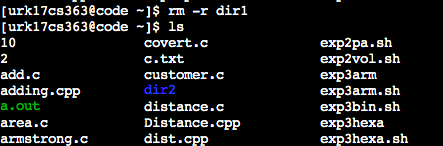 [urk17cs363@code ~]$ rm -r dir1
[urk17cs363@code ~]$ ls
10 covert.c exp2pa.sh
2 c.txt exp2vol.sh
add.c customer.c exp3arm
adding.cpp dir2 exp3arm.sh
a.out distance.c exp3bin.sh
area.c Distance.cpp exp3hexa
armstrong.c dist.cpp exp3hexa.sh